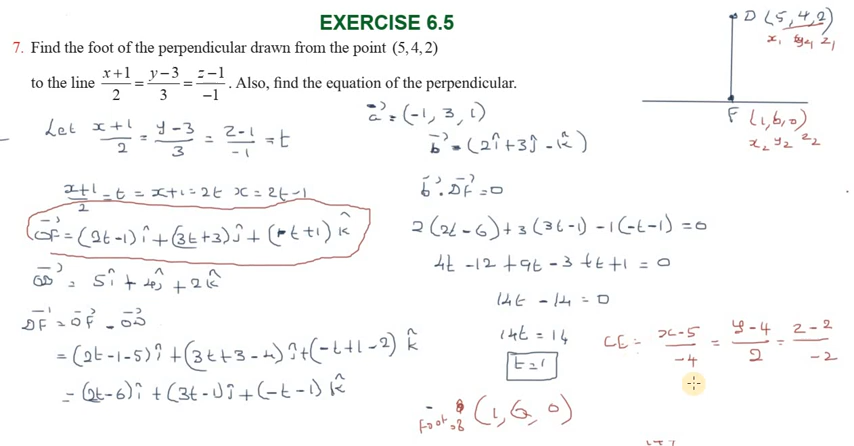 EXERCISE 6.5
7. Find the foot of the perpendicular drawn from the point (5, 4, 2)
to the line (x+1)/2 = (y−3)/3 = (z−1)/−1 . Also, find the equation of the perpendicular.
D (5, 4, 2)
x₁ y₁ z₁
F (1, 6, 0)
x₂ y₂ z₂
Let (x+1)/2 = (y−3)/3 = (z−1)/−1 = t
(x+1)/2 = t = x+1 = 2t x = 2t−1
OF⃗ = (2t−1)î + (3t+3)ĵ + (−t+1)k̂
OD⃗ = 5î + 4ĵ + 2k̂
DF⃗ = OF⃗ − OD⃗
= (2t−1−5)î + (3t+3−4)ĵ + (−t+1−2)k̂
= (2t−6)î + (3t−1)ĵ + (−t−1)k̂
a⃗ = (−1, 3, 1)
b⃗ = (2î+3ĵ−k̂)
b⃗ . DF⃗ = 0
2(2t−6) + 3(3t−1) −1(−t−1) = 0
4t −12 + 9t −3 +t +1 = 0
14t − 14 = 0
14t = 14
t = 1
Foot = (1, 6, 0)
CE = (x−5)/−4 = (y−4)/2 = (z−2)/−2